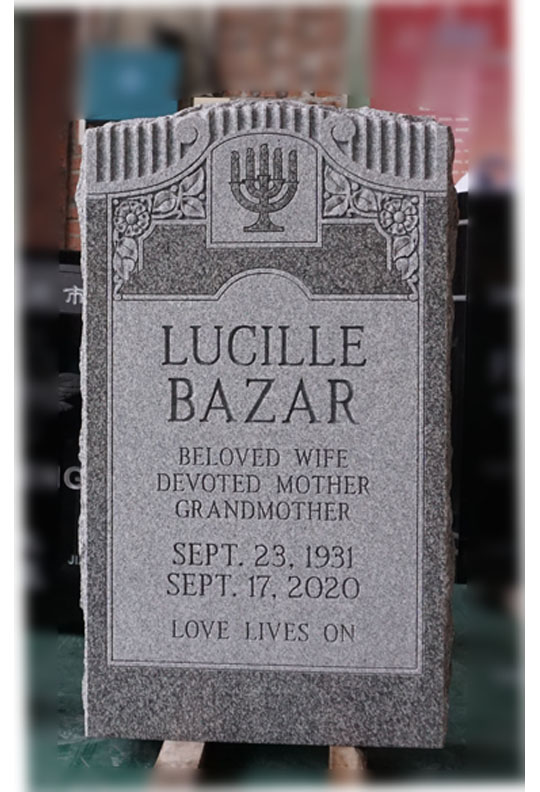 LUCILLE
BAZAR
BELOVED WIFE
DEVOTED MOTHER
GRANDMOTHER
SEPT. 23, 1931
SEPT. 17, 2020
LOVE LIVES ON